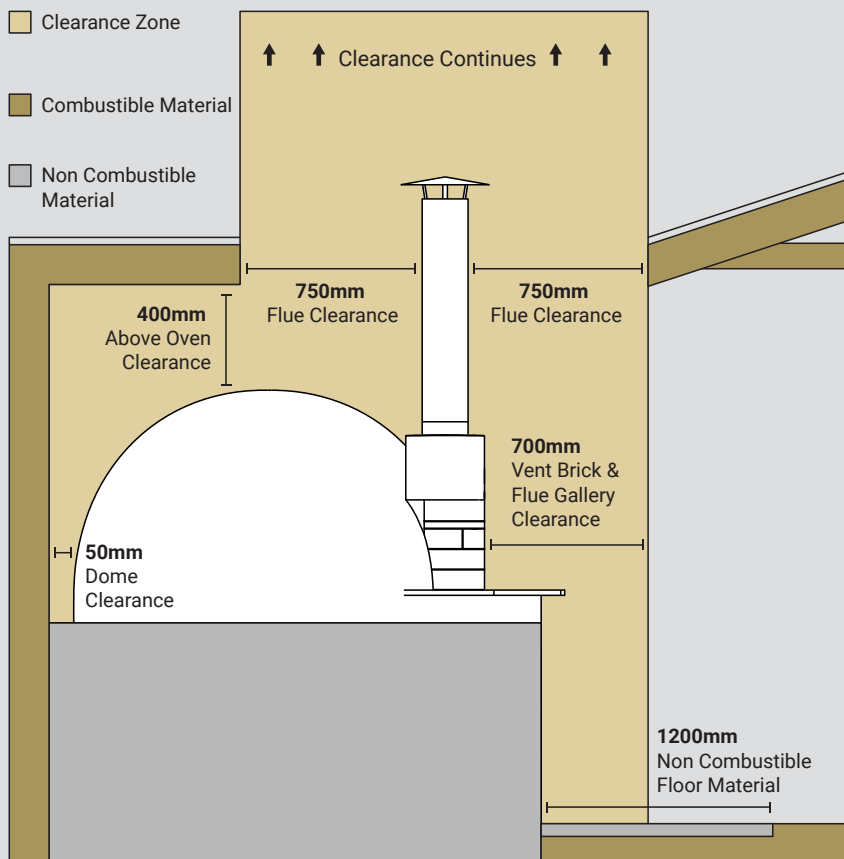 Clearance Zone
Combustible Material
Non Combustible
Material
Clearance Continues
750mm
Flue Clearance
750mm
Flue Clearance
400mm
Above Oven
Clearance
700mm
Vent Brick &
Flue Gallery
Clearance
50mm
Dome
Clearance
1200mm
Non Combustible
Floor Material